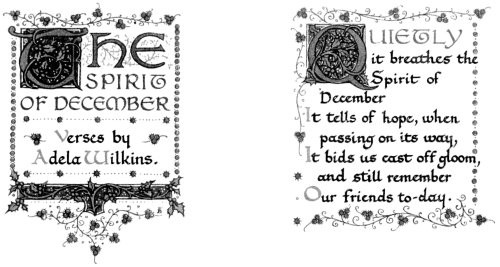 THE
SPIRIT
OF DECEMBER
Verses by
Adela Wilkins.
QUIETLY
it breathes the
Spirit of
December
It tells of hope, when
passing on its way,
It bids us cast off gloom,
and still remember
Our friends to-day.